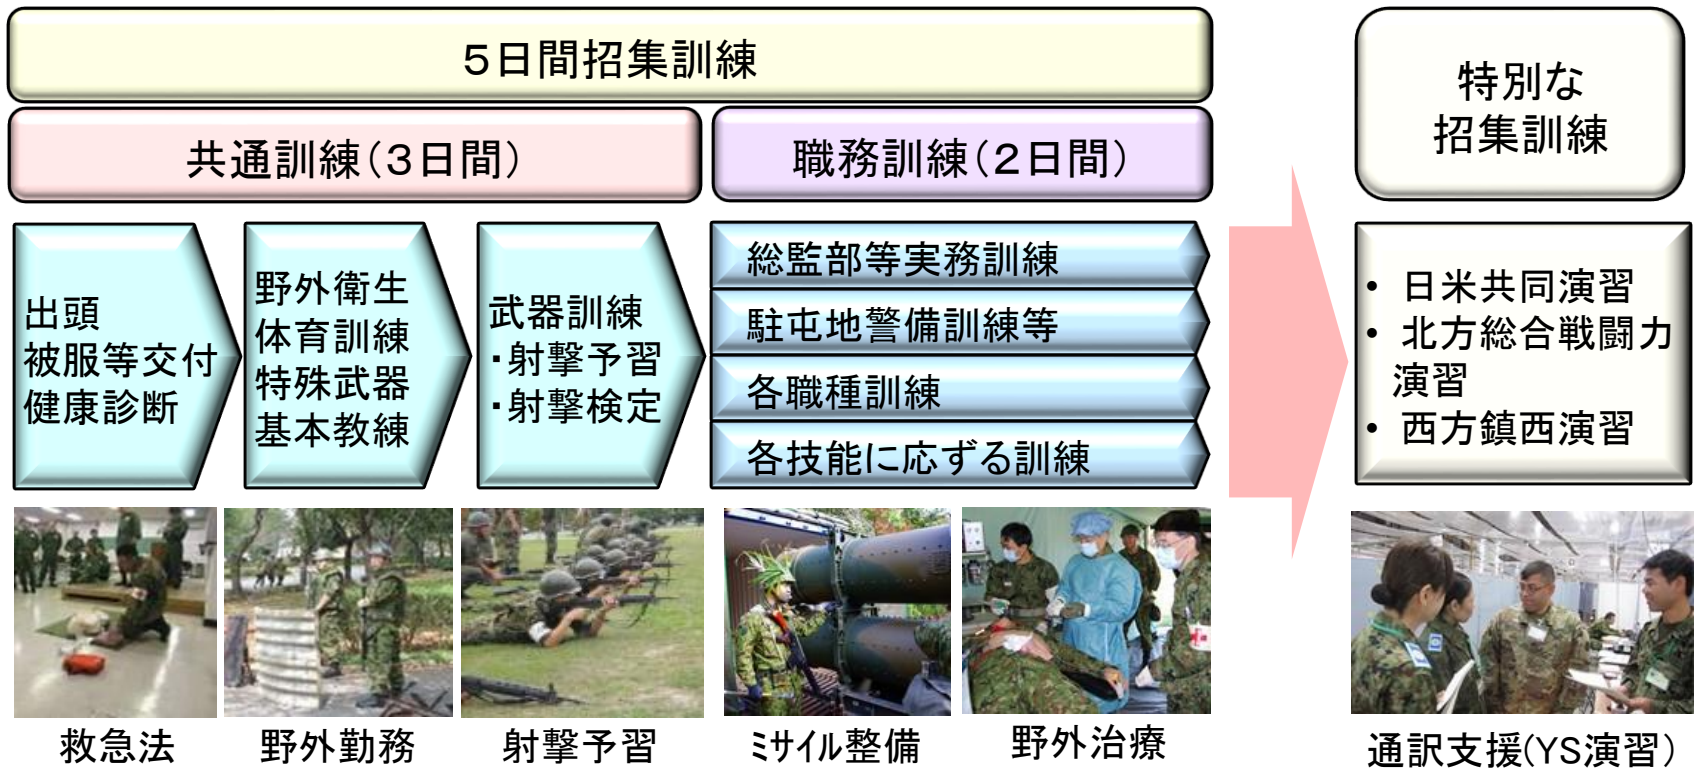 ５日間招集訓練
共通訓練（３日間）
職務訓練（２日間）
出頭
被服等交付
健康診断
野外衛生
体育訓練
特殊武器
基本教練
武器訓練
・射撃予習
・射撃検定
総監部等実務訓練
駐屯地警備訓練等
各職種訓練
各技能に応ずる訓練
救急法
野外勤務
射撃予習
ﾐｻｲﾙ整備
野外治療
特別な
招集訓練
• 日米共同演習
• 北方総合戦闘力
演習
• 西方鎮西演習
通訳支援(YS演習）